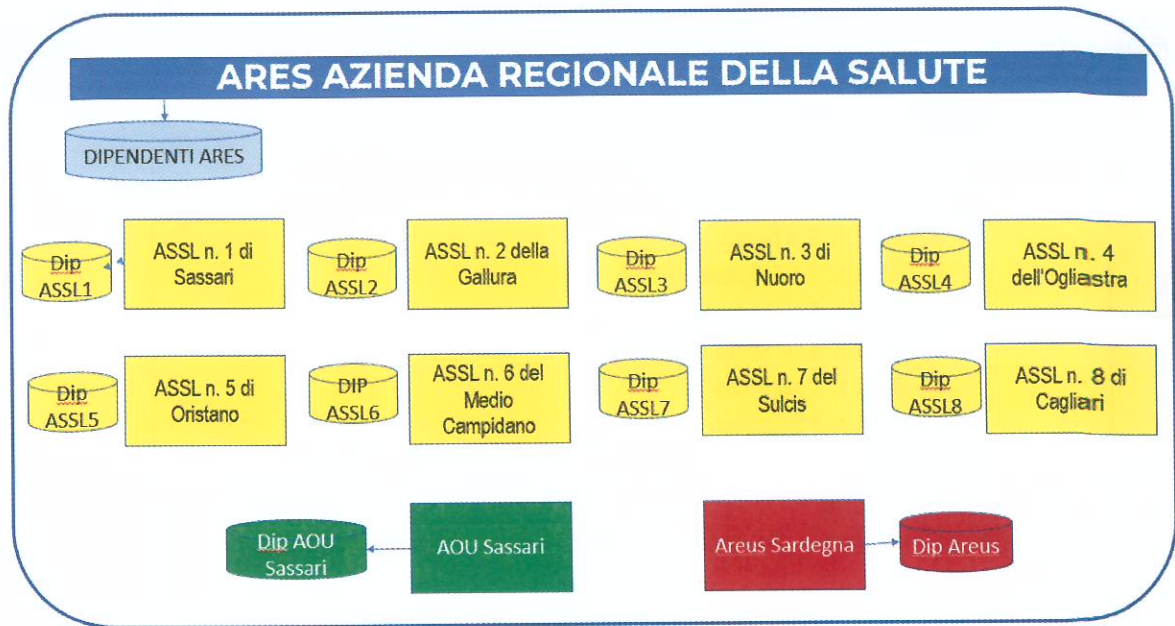 ARES AZIENDA REGIONALE DELLA SALUTE
DIPENDENTI ARES
Dip
ASSL1
ASSL n. 1 di
Sassari
Dip
ASSL2
ASSL n. 2 della
Gallura
Dip
ASSL3
ASSL n. 3 di
Nuoro
Dip
ASSL4
ASSL n. 4
dell'Ogliastra
Dip
ASSL5
ASSL n. 5 di
Oristano
DIP
ASSL6
ASSL n. 6 del
Medio
Campidano
Dip
ASSL7
ASSL n. 7 del
Sulcis
Dip
ASSL8
ASSL n. 8 di
Cagliari
Dip AOU
Sassari
AOU Sassari
Areus Sardegna
Dip Areus